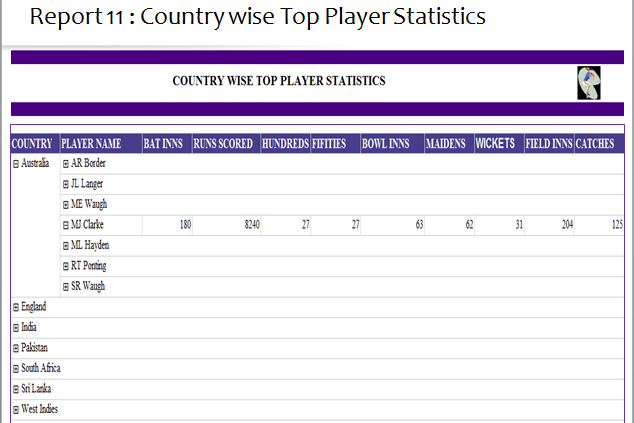 Report 11 : Country wise Top Player Statistics
COUNTRY WISE TOP PLAYER STATISTICS
COUNTRY PLAYER NAME BAT INNS RUNS SCORED HUNDREDS FIFITIES BOWL INNS MAIDENS WICKETS FIELD INNS CATCHES
Australia AR Border
JL Langer
ME Waugh
MJ Clarke 180 8240 27 27 63 62 31 204 125
ML Hayden
RT Ponting
SR Waugh
England
India
Pakistan
South Africa
Sri Lanka
West Indies